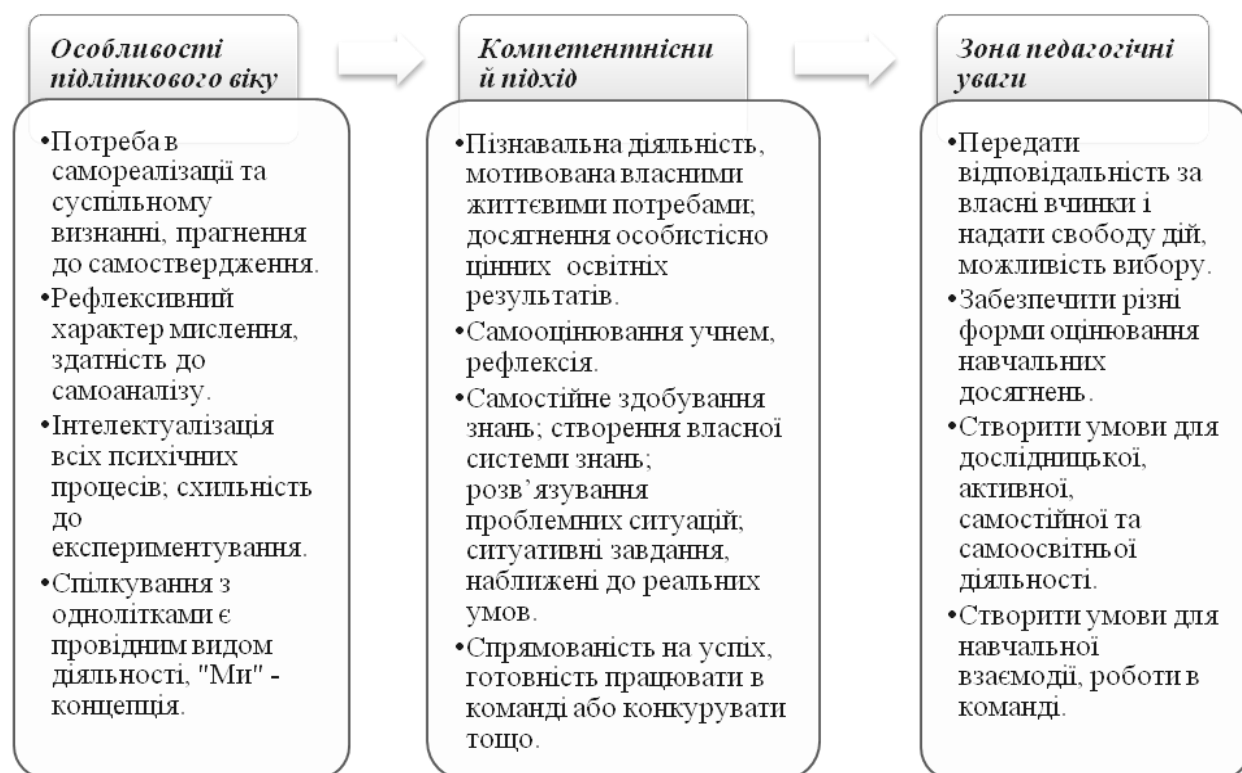 Особливості
підліткового віку
•Потреба в
самореалізації та
суспільному
визнанні, прагнення
до самоствердження.
•Рефлексивний
характер мислення,
здатність до
самоаналізу.
•Інтелектуалізація
всіх психічних
процесів; схильність
до
експериментування.
•Спілкування з
однолітками є
провідним видом
діяльності, "Ми" -
концепція.
Компетентнісни
й підхід
•Пізнавальна діяльність,
мотивована власними
життєвими потребами;
досягнення особистісно
цінних освітніх
результатів.
•Самооцінювання учнем,
рефлексія.
•Самостійне здобування
знань; створення власної
системи знань;
розв’язування
проблемних ситуацій;
ситуативні завдання,
наближені до реальних
умов.
•Спрямованість на успіх,
готовність працювати в
команді або конкурувати
тощо.
Зона педагогічні
уваги
•Передати
відповідальність за
власні вчинки і
надати свободу дій,
можливість вибору.
•Забезпечити різні
форми оцінювання
навчальних
досягнень.
•Створити умови для
дослідницької,
активної,
самостійної та
самоосвітньої
діяльності.
•Створити умови для
навчальної
взаємодії, роботи в
команді.